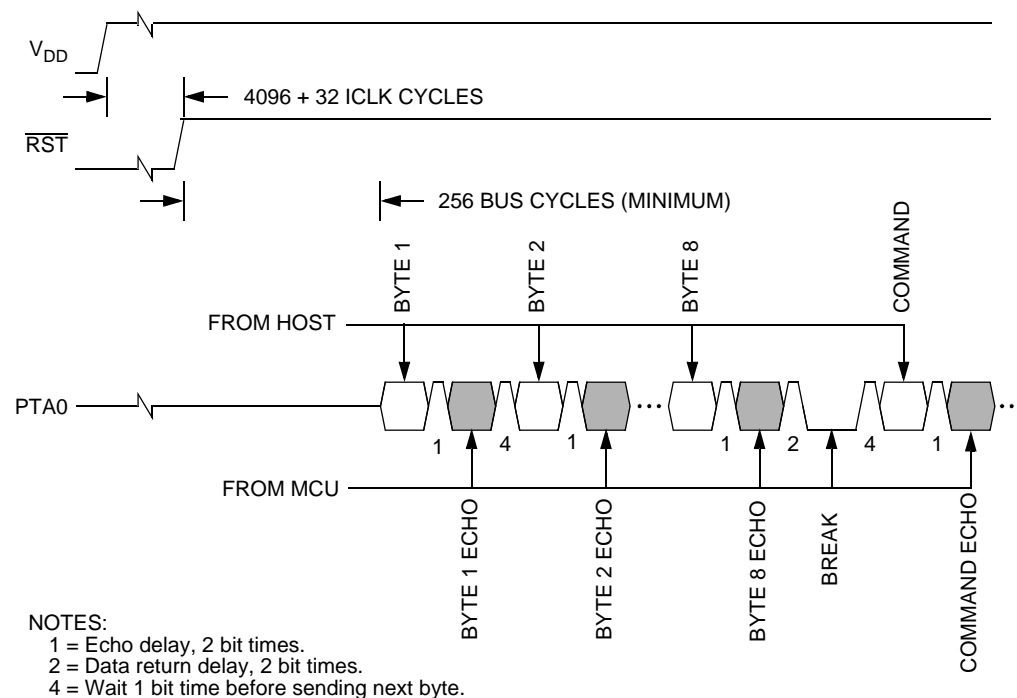 VDD
4096 + 32 ICLK CYCLES
RST
256 BUS CYCLES (MINIMUM)
BYTE 1
BYTE 2
BYTE 8
COMMAND
FROM HOST
PTA0
1
4
1
1
2
4
1
FROM MCU
BYTE 1 ECHO
BYTE 2 ECHO
BYTE 8 ECHO
BREAK
COMMAND ECHO
NOTES:
1 = Echo delay, 2 bit times.
2 = Data return delay, 2 bit times.
4 = Wait 1 bit time before sending next byte.